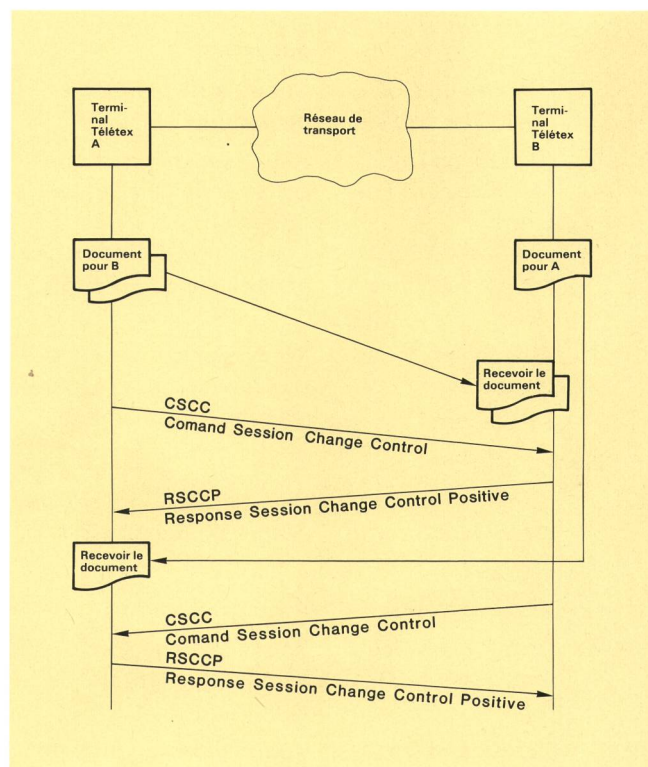 Termi-
nal
Télétex
A
Réseau de
transport
Termi-
nal
Télétex
B
Document
pour B
Document
pour A
Recevoir le
document
CSCC
Comand Session Change Control
RSCCP
Response Session Change Control Positive
Recevoir le
document
CSCC
Comand Session Change Control
RSCCP
Response Session Change Control Positive